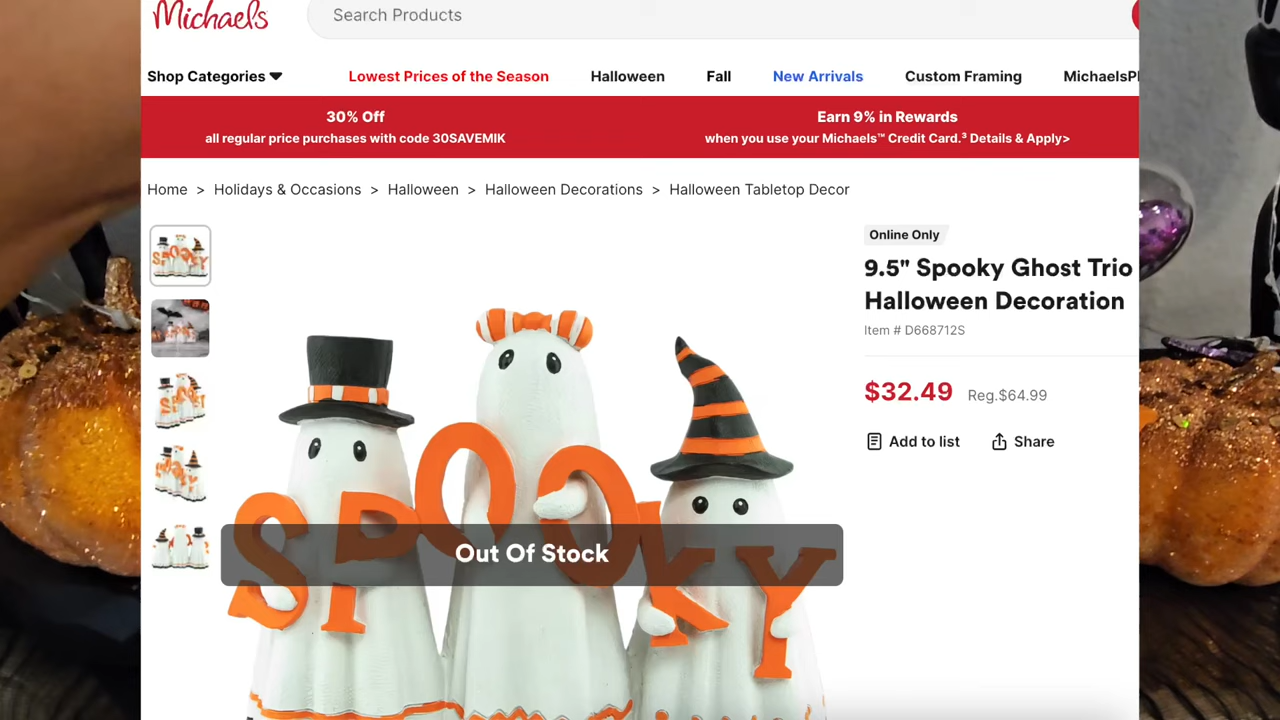 Michaels
Search Products
Shop Categories
Lowest Prices of the Season
Halloween
Fall
New Arrivals
Custom Framing
MichaelsP
30% Off
all regular price purchases with code 30SAVEMIK
Earn 9% in Rewards
when you use your Michaels™ Credit Card.³ Details & Apply>
Home > Holidays & Occasions > Halloween > Halloween Decorations > Halloween Tabletop Decor
Online Only
9.5" Spooky Ghost Trio
Halloween Decoration
Item # D668712S
$32.49 Reg.$64.99
Add to list
Share
SPOOKY
Out Of Stock